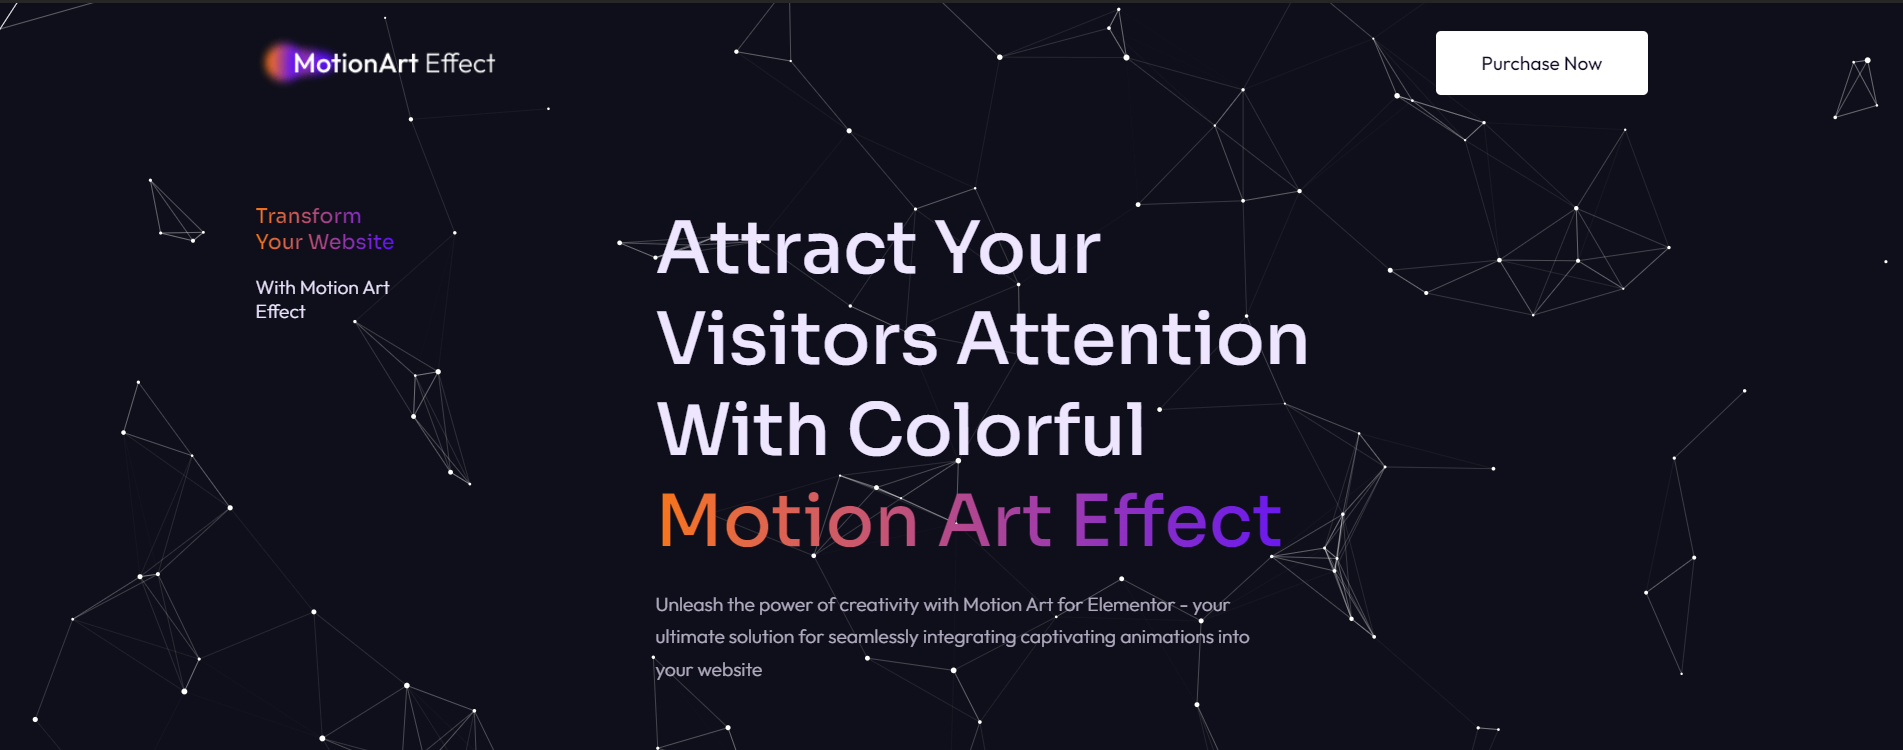 MotionArt Effect
Purchase Now
Transform
Your Website
With Motion Art
Effect
Attract Your
Visitors Attention
With Colorful
Motion Art Effect
Unleash the power of creativity with Motion Art for Elementor - your
ultimate solution for seamlessly integrating captivating animations into
your website